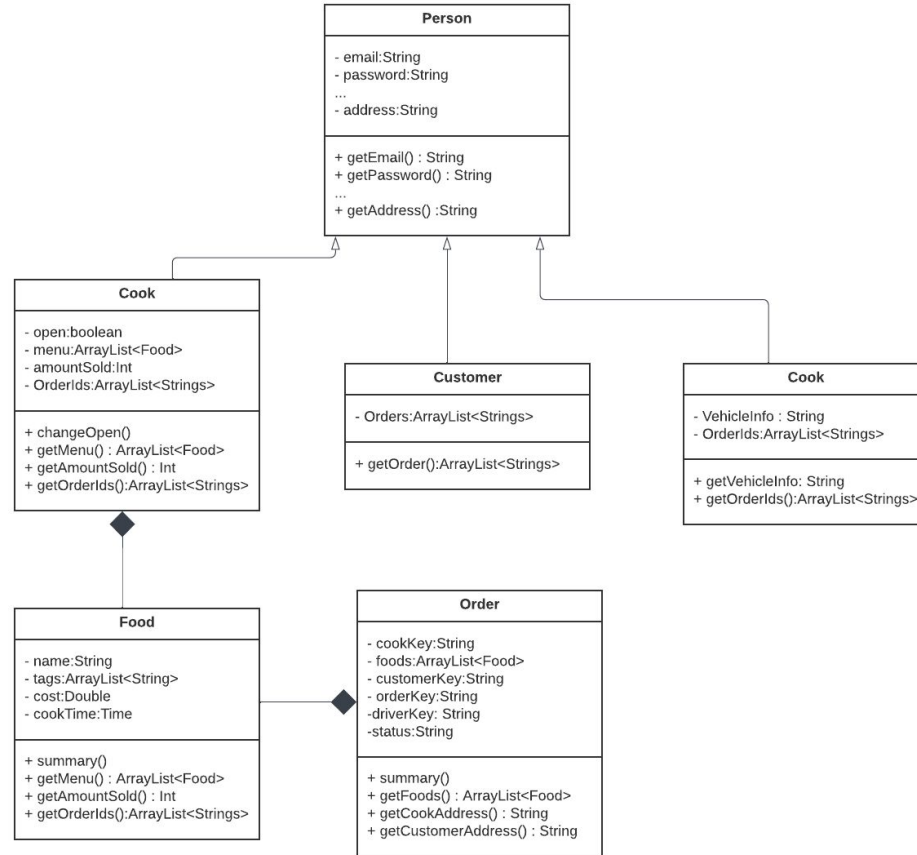 Person
- email:String
- password:String
...
- address:String
+ getEmail() : String
+ getPassword() : String
...
+ getAddress() :String
Cook
- open:boolean
- menu:ArrayList<Food>
- amountSold:Int
- OrderIds:ArrayList<Strings>
+ changeOpen()
+ getMenu() : ArrayList<Food>
+ getAmountSold() : Int
+ getOrderIds():ArrayList<Strings>
Customer
- Orders:ArrayList<Strings>
+ getOrder():ArrayList<Strings>
Cook
- VehicleInfo : String
- OrderIds:ArrayList<Strings>
+ getVehicleInfo: String
+ getOrderIds():ArrayList<Strings>
Food
- name:String
- tags:ArrayList<String>
- cost:Double
- cookTime:Time
+ summary()
+ getMenu() : ArrayList<Food>
+ getAmountSold() : Int
+ getOrderIds():ArrayList<Strings>
Order
- cookKey:String
- foods:ArrayList<Food>
- customerKey:String
- orderKey:String
-driverKey: String
-status:String
+ summary()
+ getFoods() : ArrayList<Food>
+ getCookAddress() : String
+ getCustomerAddress() : String